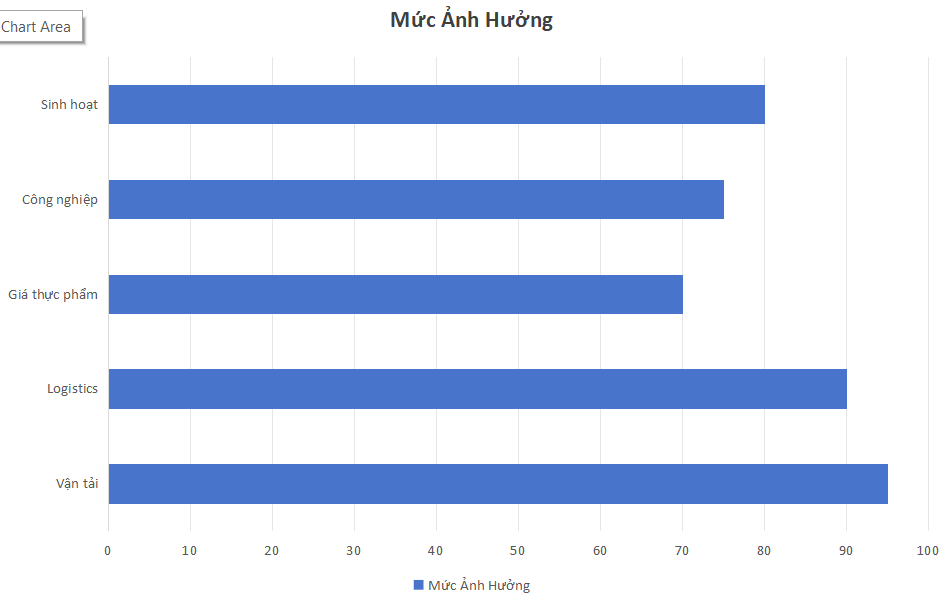 Mức Ảnh Hưởng
Chart Area
Sinh hoạt
Công nghiệp
Giá thực phẩm
Logistics
Vận tải
0 10 20 30 40 50 60 70 80 90 100
Mức Ảnh Hưởng